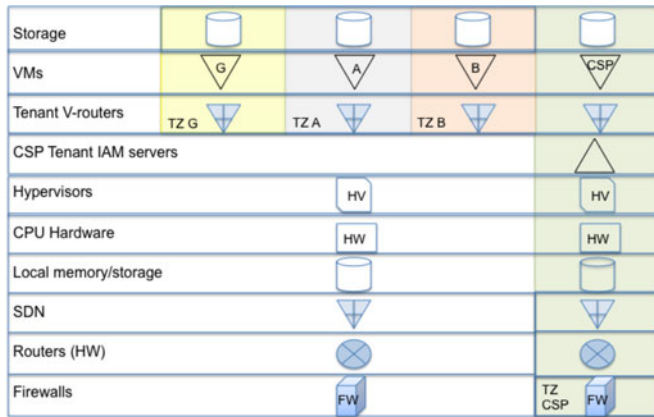 Storage
VMs G A B CSP
Tenant V-routers TZ G TZ A TZ B
CSP Tenant IAM servers
Hypervisors HV HV
CPU Hardware HW HW
Local memory/storage
SDN
Routers (HW)
Firewalls FW TZ CSP FW